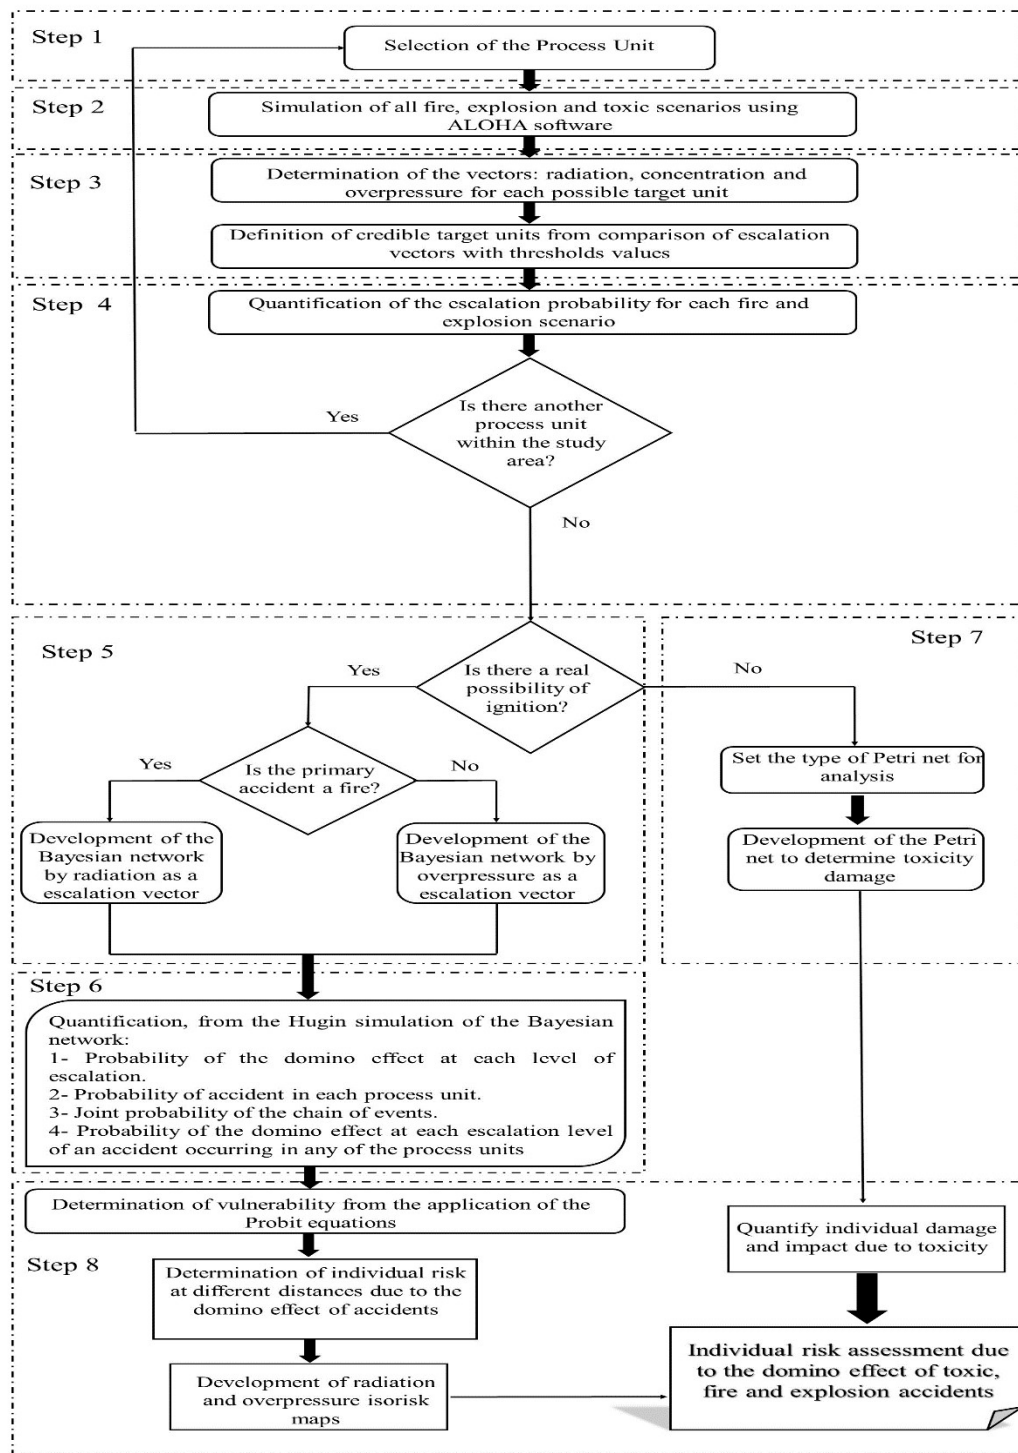 Step 1
Selection of the Process Unit
Step 2
Simulation of all fire, explosion and toxic scenarios using
ALOHA software
Step 3
Determination of the vectors: radiation, concentration and
overpressure for each possible target unit
Definition of credible target units from comparison of escalation
vectors with thresholds values
Step 4
Quantification of the escalation probability for each fire and
explosion scenario
Is there another
process unit
within the study
area?
Yes
No
Step 5
Is there a real
possibility of
ignition?
Yes
No
Is the primary
accident a fire?
Yes
No
Development of the
Bayesian network
by radiation as a
escalation vector
Development of the
Bayesian network by
overpressure as a
escalation vector
Step 7
Set the type of Petri net for
analysis
Development of the Petri
net to determine toxicity
damage
Step 6
Quantification, from the Hugin simulation of the Bayesian
network:
1- Probability of the domino effect at each level of
escalation.
2- Probability of accident in each process unit.
3- Joint probability of the chain of events.
4- Probability of the domino effect at each escalation level
of an accident occurring in any of the process units
Determination of vulnerability from the application of the
Probit equations
Step 8
Determination of individual risk
at different distances due to the
domino effect of accidents
Development of radiation
and overpressure isorisk
maps
Quantify individual damage
and impact due to toxicity
Individual risk assessment due
to the domino effect of toxic,
fire and explosion accidents